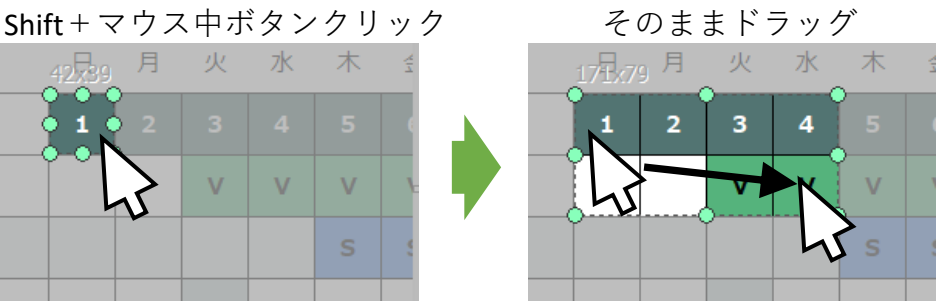 Shift＋マウス中ボタンクリック
そのままドラッグ
42x39
日 月 火 水 木
1 2 3 4 5
V V V
S
171x79
日 月 火 水 木
1 2 3 4 5
V V V
S